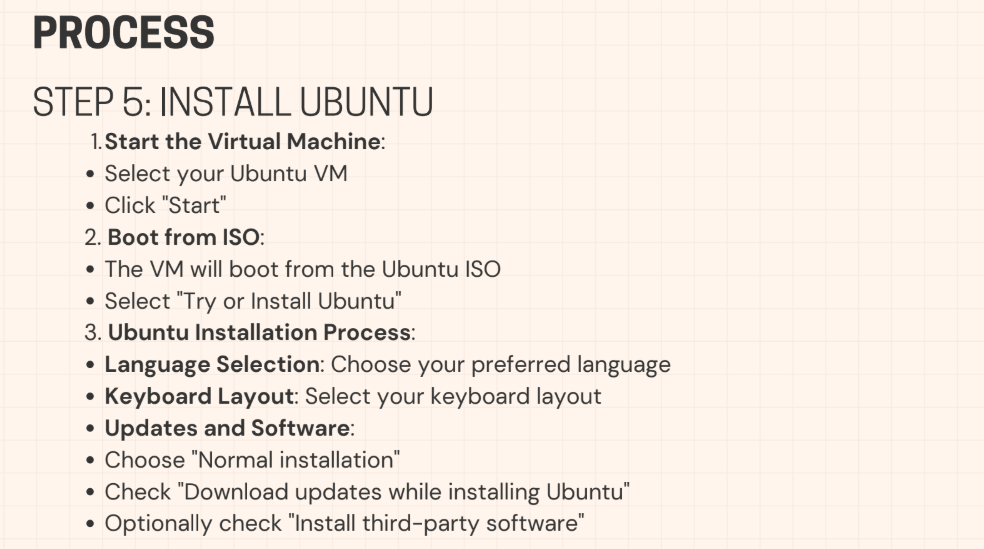 PROCESS
STEP 5: INSTALL UBUNTU
1. Start the Virtual Machine:
• Select your Ubuntu VM
• Click "Start"
2. Boot from ISO:
• The VM will boot from the Ubuntu ISO
• Select "Try or Install Ubuntu"
3. Ubuntu Installation Process:
• Language Selection: Choose your preferred language
• Keyboard Layout: Select your keyboard layout
• Updates and Software:
• Choose "Normal installation"
• Check "Download updates while installing Ubuntu"
• Optionally check "Install third-party software"